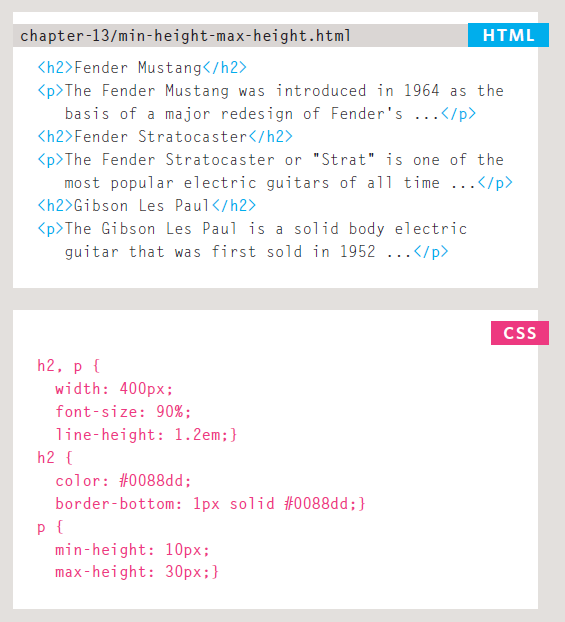 chapter-13/min-height-max-height.html HTML
<h2>Fender Mustang</h2>
<p>The Fender Mustang was introduced in 1964 as the
basis of a major redesign of Fender's ...</p>
<h2>Fender Stratocaster</h2>
<p>The Fender Stratocaster or "Strat" is one of the
most popular electric guitars of all time ...</p>
<h2>Gibson Les Paul</h2>
<p>The Gibson Les Paul is a solid body electric
guitar that was first sold in 1952 ...</p>
CSS
h2, p {
width: 400px;
font-size: 90%;
line-height: 1.2em;}
h2 {
color: #0088dd;
border-bottom: 1px solid #0088dd;}
p {
min-height: 10px;
max-height: 30px;}